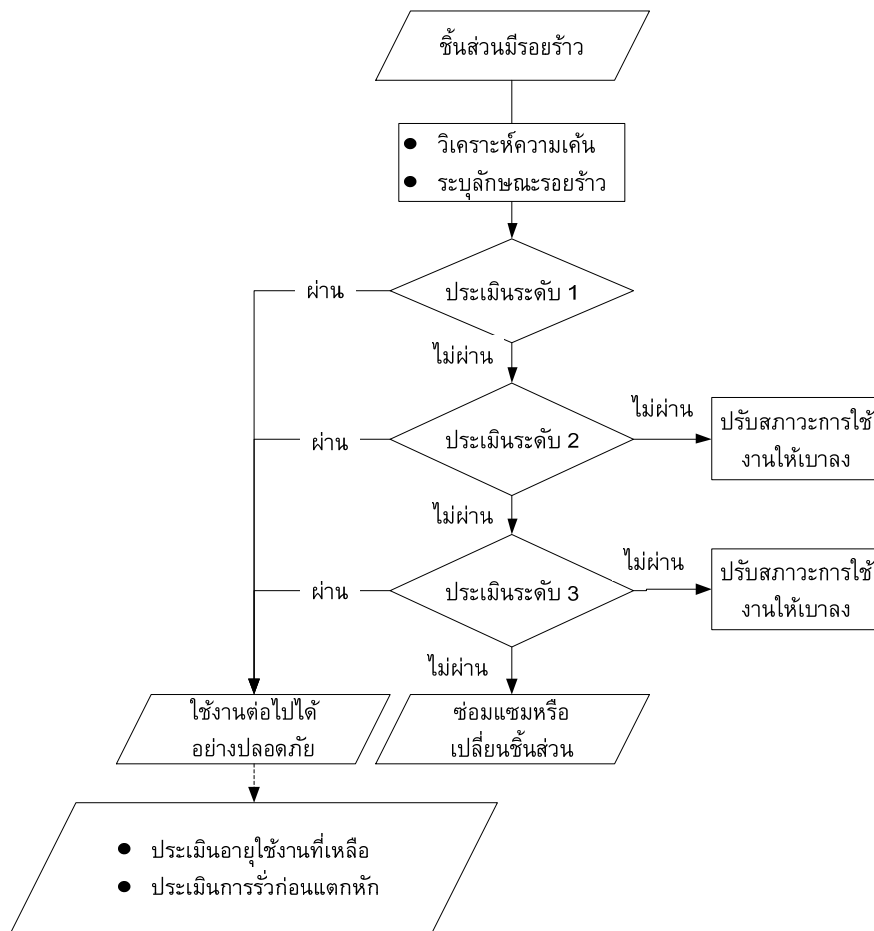 ชิ้นส่วนมีรอยร้าว
● วิเคราะห์ความเค้น
● ระบุลักษณะรอยร้าว
ผ่าน
ประเมินระดับ 1
ไม่ผ่าน
ผ่าน
ประเมินระดับ 2
ไม่ผ่าน
ปรับสภาวะการใช้
งานให้เบาลง
ไม่ผ่าน
ผ่าน
ประเมินระดับ 3
ไม่ผ่าน
ปรับสภาวะการใช้
งานให้เบาลง
ไม่ผ่าน
ใช้งานต่อไปได้
อย่างปลอดภัย
ซ่อมแซมหรือ
เปลี่ยนชิ้นส่วน
● ประเมินอายุใช้งานที่เหลือ
● ประเมินการรั่วก่อนแตกหัก